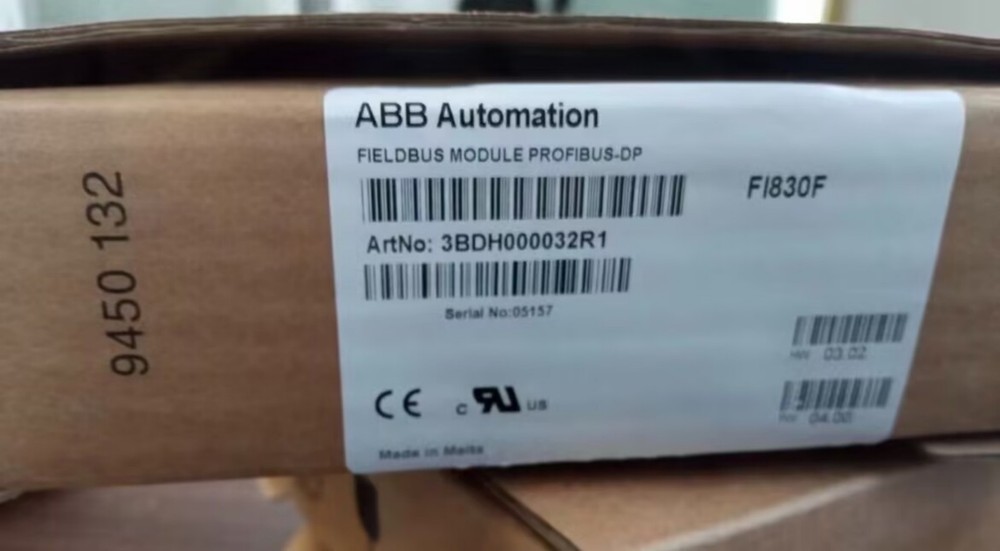 9450 132
ABB Automation
FIELDBUS MODULE PROFIBUS-DP
FI830F
ArtNo: 3BDH000032R1
Serial No:05157
HW 03.02
04.00
CE c RU US
Made in Malta